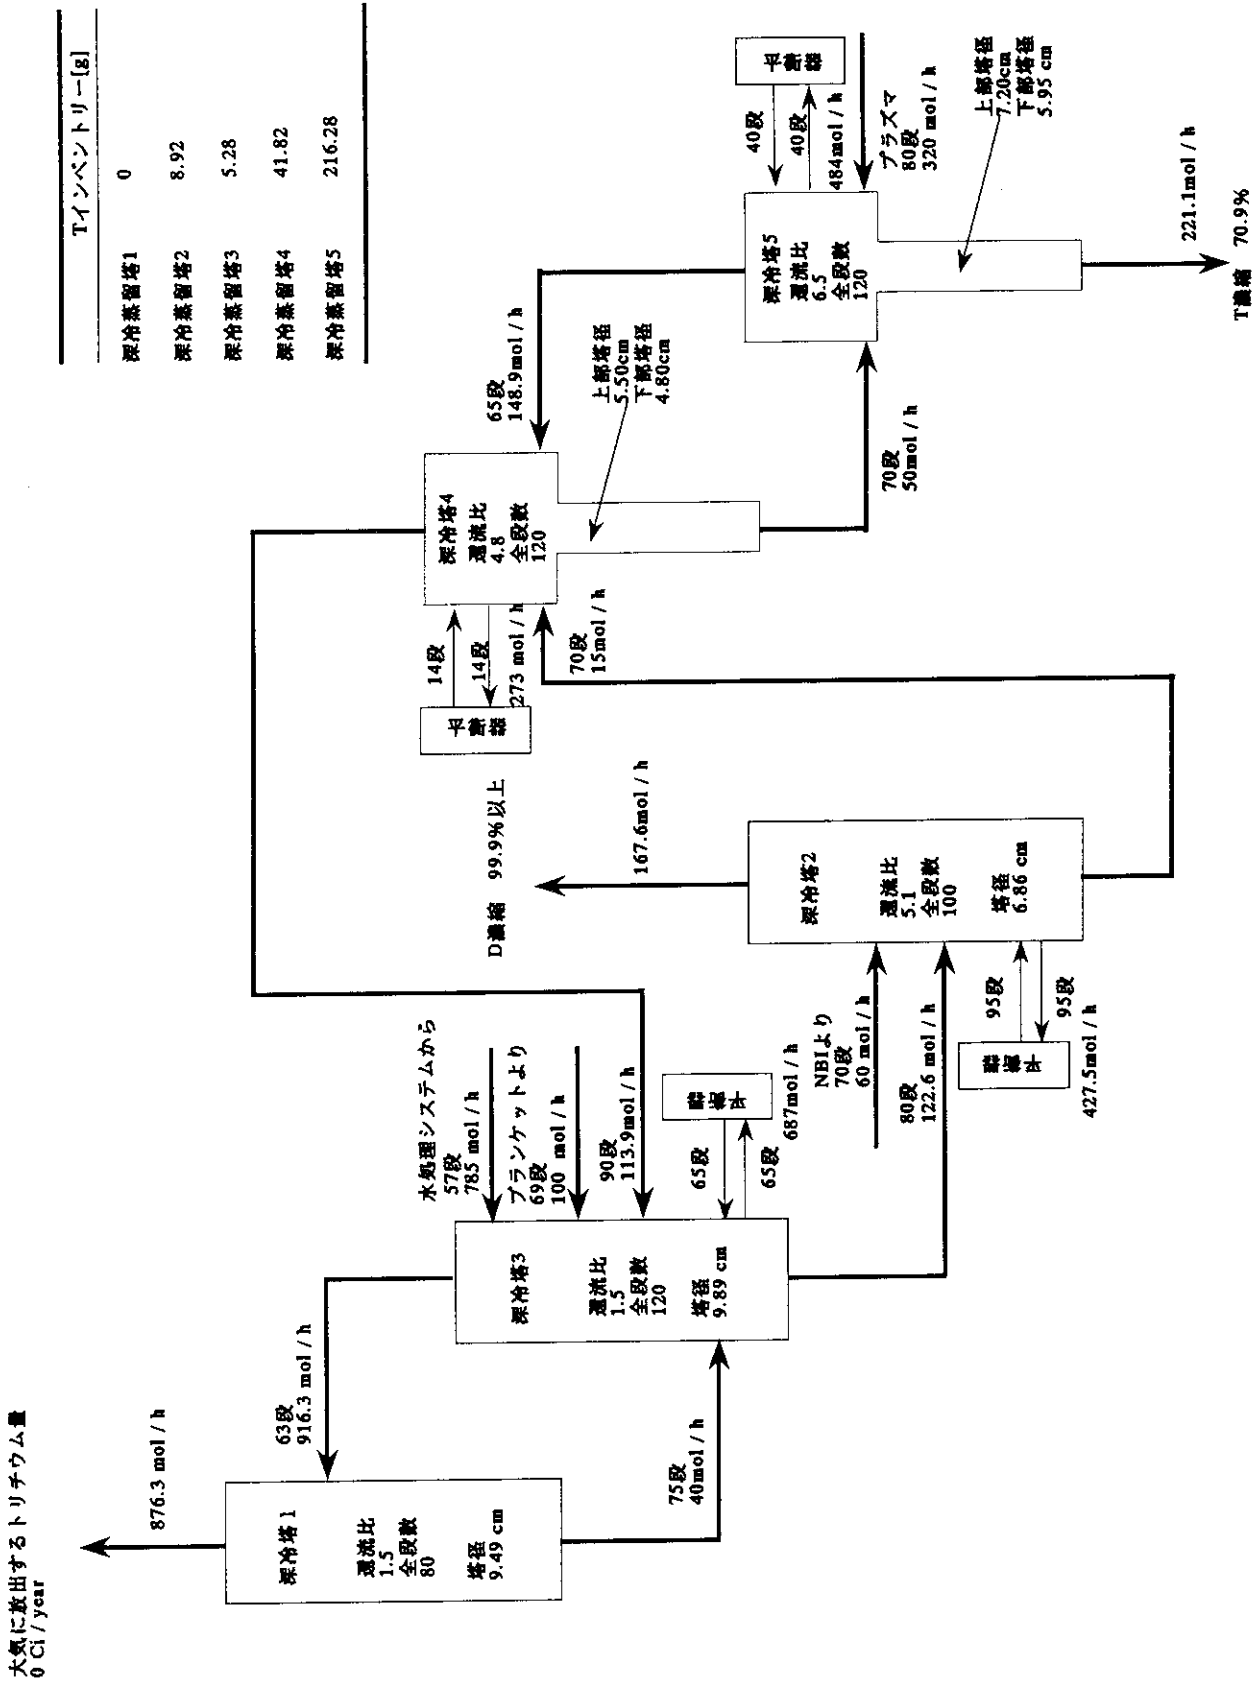 大気に放出するトリチウム量
0 Ci / year
876.3 mol / h
深冷塔 1
還流比
1.5
全段数
80
塔径
9.49 cm
63段
916.3 mol / h
75段
40mol / h
水処理システムから
57段
785 mol / h
ブランケットより
69段
100 mol / h
90段
113.9mol / h
深冷塔3
還流比
1.5
全段数
120
塔径
9.89 cm
65段
65段
平衡器
687mol / h
D濃縮 99.9%以上
167.6mol / h
深冷塔2
還流比
5.1
全段数
100
塔径
6.86 cm
NBIより
70段
60 mol / h
80段
122.6 mol / h
95段
95段
平衡器
427.5mol / h
平衡器
14段
14段
273 mol / h
70段
15mol / h
深冷塔4
還流比
4.8
全段数
120
65段
148.9mol / h
上部塔径
5.50cm
下部塔径
4.80cm
70段
50mol / h
深冷塔5
還流比
6.5
全段数
120
平衡器
40段
40段
484mol / h
プラズマ
80段
320 mol / h
上部塔径
7.20cm
下部塔径
5.95 cm
221.1mol / h
T濃縮 70.9%
Tインベントリー[g]
深冷蒸留塔1 0
深冷蒸留塔2 8.92
深冷蒸留塔3 5.28
深冷蒸留塔4 41.82
深冷蒸留塔5 216.28